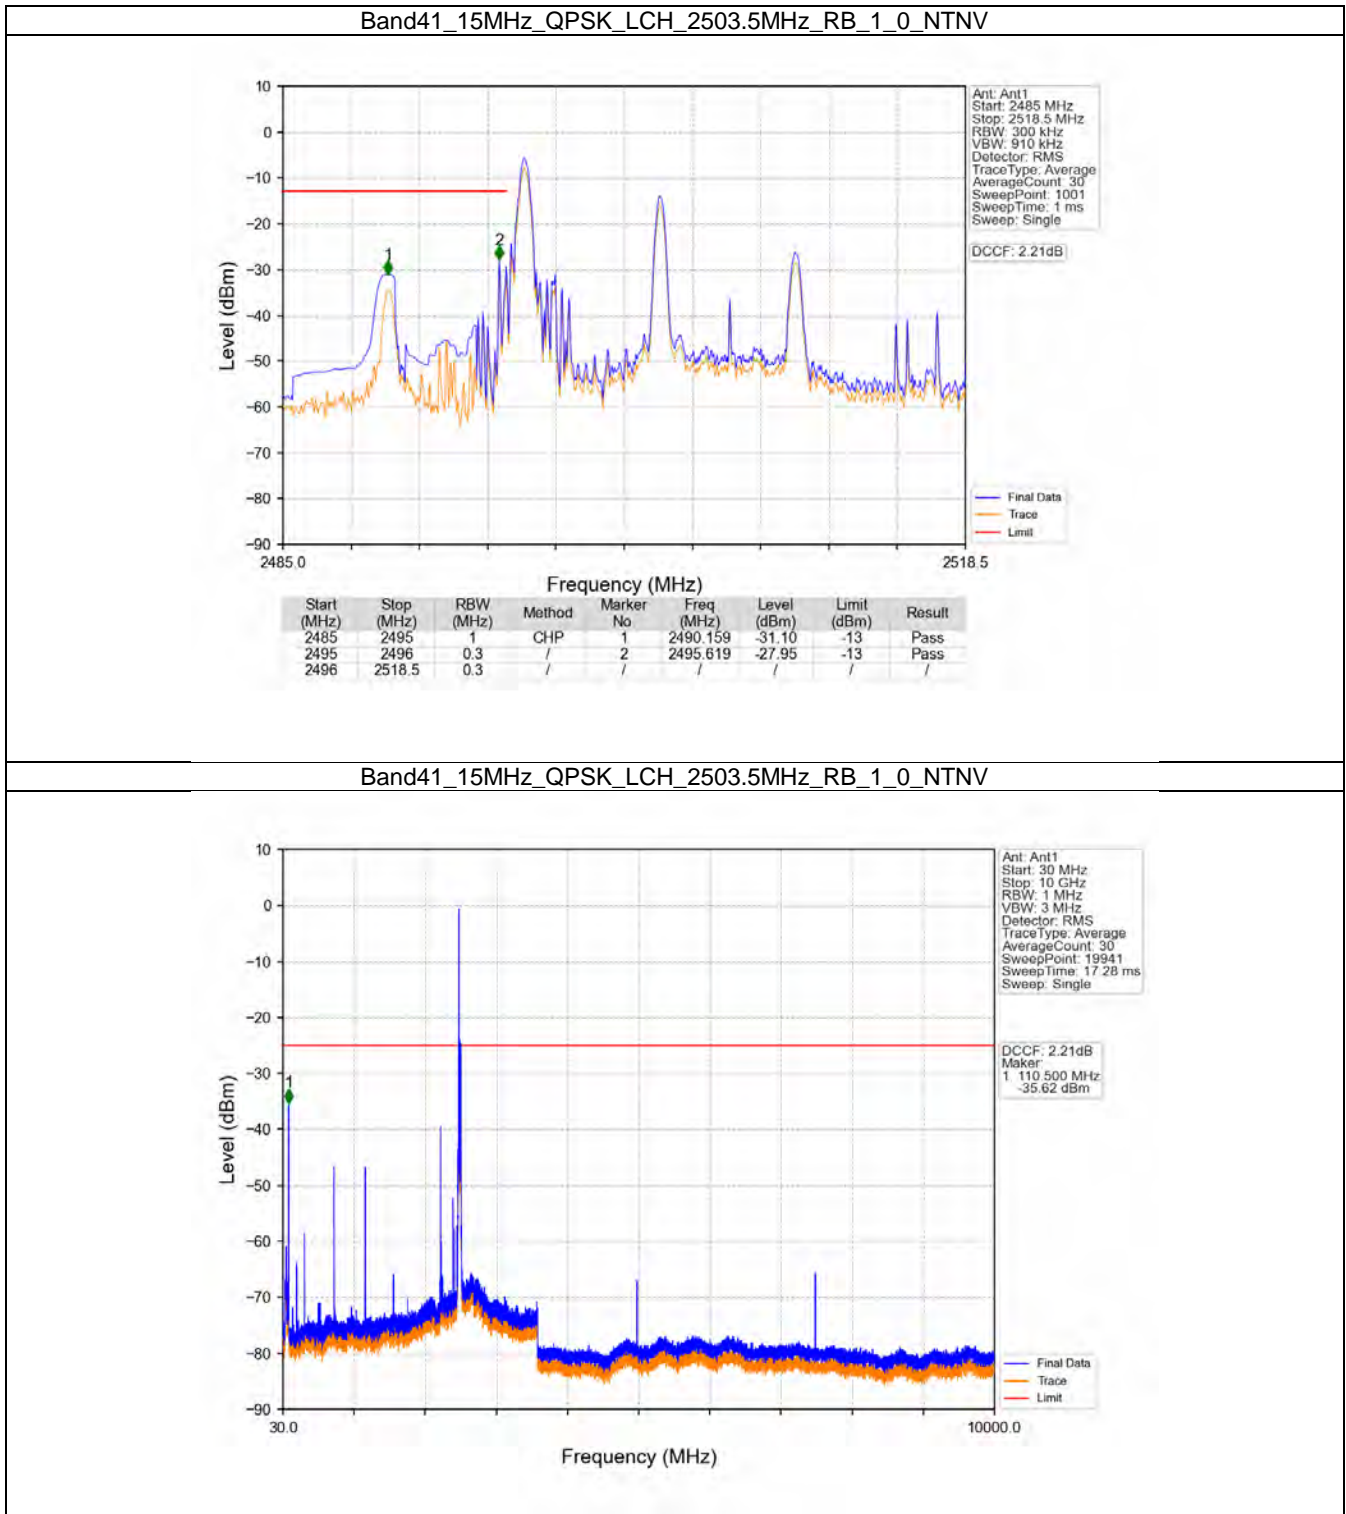 Band41_15MHz_QPSK_LCH_2503.5MHz_RB_1_0_NTNV
10
0
−10
−20
−30
−40
−50
−60
−70
−80
−90
Level (dBm)
1
2
2485.0
2518.5
Frequency (MHz)
Ant: Ant1
Start: 2485 MHz
Stop: 2518.5 MHz
RBW: 300 kHz
VBW: 910 kHz
Detector: RMS
TraceType: Average
AverageCount: 30
SweepPoint: 1001
SweepTime: 1 ms
Sweep: Single
DCCF: 2.21dB
Final Data
Trace
Limit
Start (MHz) Stop (MHz) RBW (MHz) Method Marker No Freq (MHz) Level (dBm) Limit (dBm) Result
2485 2495 1 CHP 1 2490.159 -31.10 -13 Pass
2495 2496 0.3 / 2 2495.619 -27.95 -13 Pass
2496 2518.5 0.3 / / / / / /
Band41_15MHz_QPSK_LCH_2503.5MHz_RB_1_0_NTNV
10
0
−10
−20
−30
−40
−50
−60
−70
−80
−90
Level (dBm)
1
30.0
10000.0
Frequency (MHz)
Ant: Ant1
Start: 30 MHz
Stop: 10 GHz
RBW: 1 MHz
VBW: 3 MHz
Detector: RMS
TraceType: Average
AverageCount: 30
SweepPoint: 19941
SweepTime: 17.28 ms
Sweep: Single
DCCF: 2.21dB
Maker:
1 110.500 MHz
-35.62 dBm
Final Data
Trace
Limit